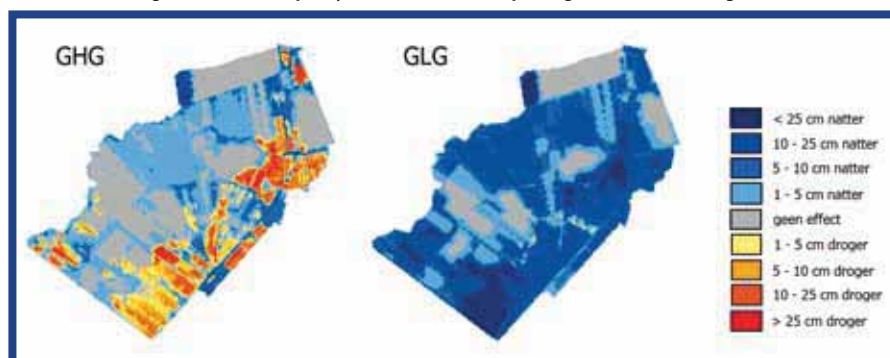 GHG
GLG
< 25 cm natter
10 - 25 cm natter
5 - 10 cm natter
1 - 5 cm natter
geen effect
1 - 5 cm droger
5 - 10 cm droger
10 - 25 cm droger
> 25 cm droger